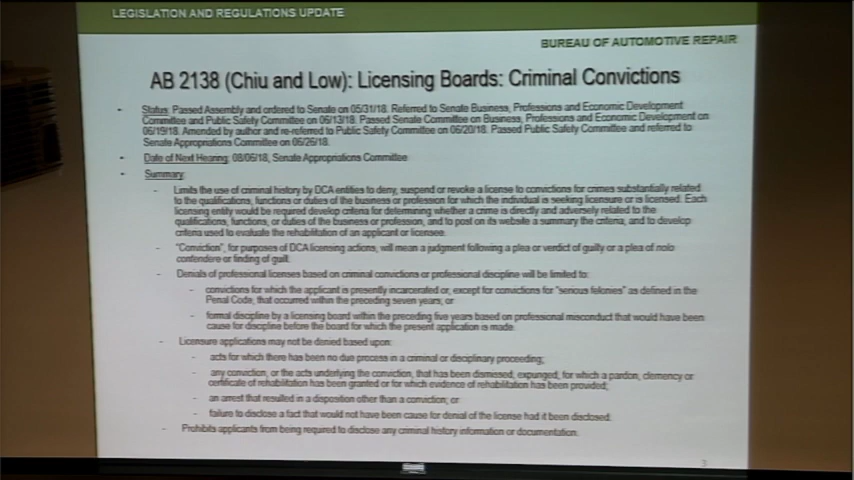 LEGISLATION AND REGULATIONS UPDATE
BUREAU OF AUTOMOTIVE REPAIR
AB 2138 (Chiu and Low): Licensing Boards: Criminal Convictions
• Status: Passed Assembly and ordered to Senate on 05/31/18. Referred to Senate Business, Professions and Economic Development
Committee and Public Safety Committee on 06/13/18. Passed Senate Committee on Business, Professions and Economic Development on
06/19/18. Amended by author and re-referred to Public Safety Committee on 06/20/18. Passed Public Safety Committee and referred to
Senate Appropriations Committee on 06/26/18.
• Date of Next Hearing: 08/06/18, Senate Appropriations Committee
• Summary:
– Limits the use of criminal history by DCA entities to deny, suspend or revoke a license to convictions for crimes substantially related
to the qualifications, functions or duties of the business or profession for which the individual is seeking licensure or is licensed. Each
licensing entity would be required develop criteria for determining whether a crime is directly and adversely related to the
qualifications, functions, or duties of the business or profession, and to post on its website a summary the criteria, and to develop
criteria used to evaluate the rehabilitation of an applicant or licensee.
– "Conviction", for purposes of DCA licensing actions, will mean a judgment following a plea or verdict of guilty or a plea of nolo
contendere or finding of guilt.
– Denials of professional licenses based on criminal convictions or professional discipline will be limited to:
– convictions for which the applicant is presently incarcerated or, except for convictions for "serious felonies" as defined in the
Penal Code, that occurred within the preceding seven years; or
– formal discipline by a licensing board within the preceding five years based on professional misconduct that would have been
cause for discipline before the board for which the present application is made.
– Licensure applications may not be denied based upon:
– acts for which there has been no due process in a criminal or disciplinary proceeding;
– any conviction, or the acts underlying the conviction, that has been dismissed, expunged, for which a pardon, clemency or
certificate of rehabilitation has been granted or for which evidence of rehabilitation has been provided;
– an arrest that resulted in a disposition other than a conviction; or
– failure to disclose a fact that would not have been cause for denial of the license had it been disclosed.
– Prohibits applicants from being required to disclose any criminal history information or documentation.
3